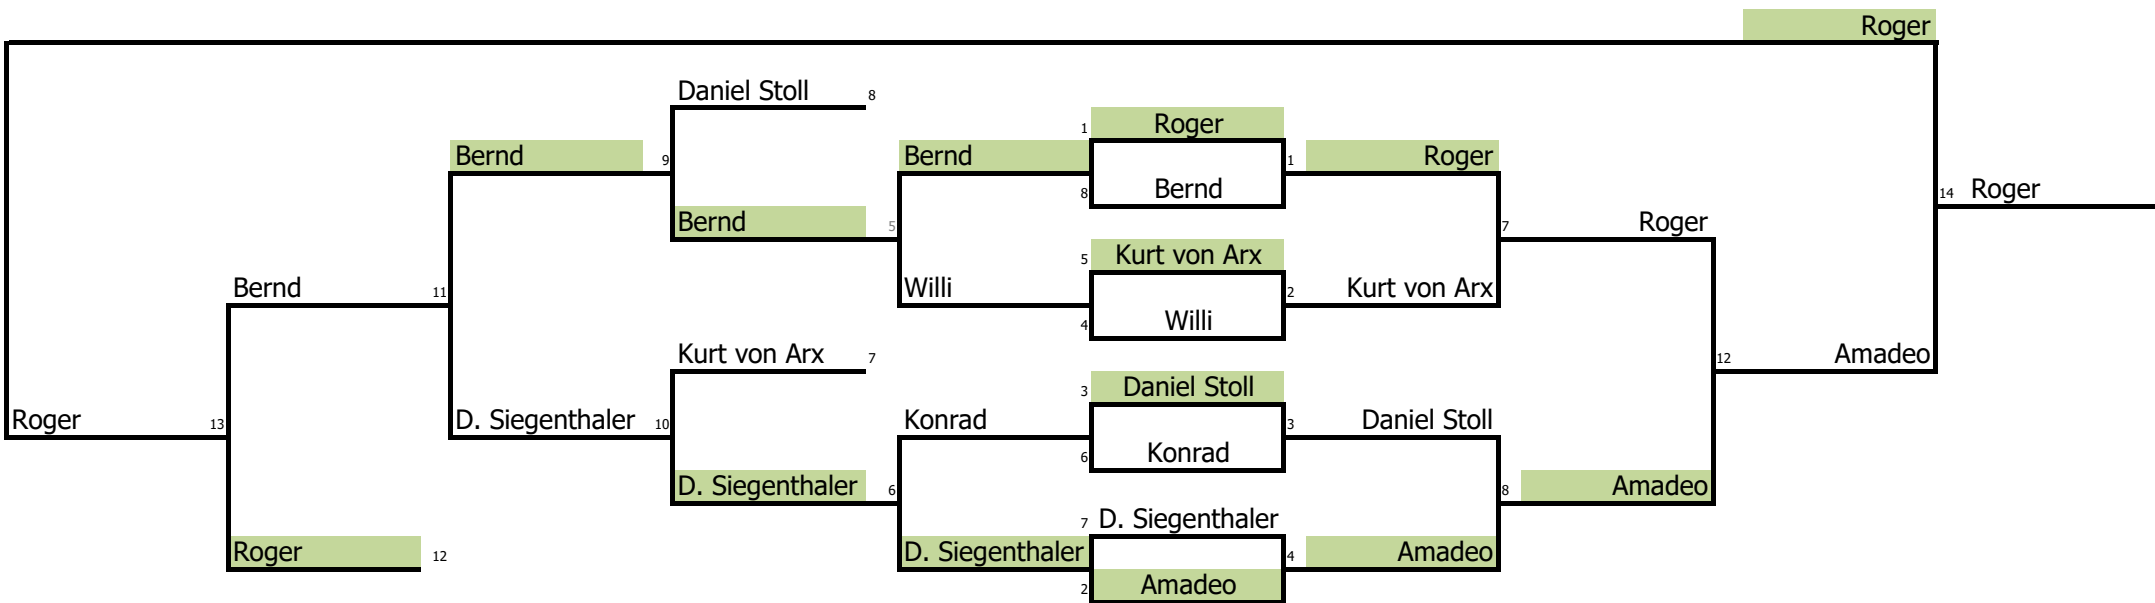 Roger
Daniel Stoll 8
1 Roger
Bernd 9 Bernd 1 Roger
8 Bernd 14 Roger
Bernd 5 7 Roger
5 Kurt von Arx
Bernd 11 Willi 2 Kurt von Arx
4 Willi
Kurt von Arx 7 12 Amadeo
3 Daniel Stoll
Roger 13 D. Siegenthaler 10 Konrad 3 Daniel Stoll
6 Konrad
D. Siegenthaler 6 8 Amadeo
7 D. Siegenthaler
Roger 12 D. Siegenthaler 4 Amadeo
2 Amadeo